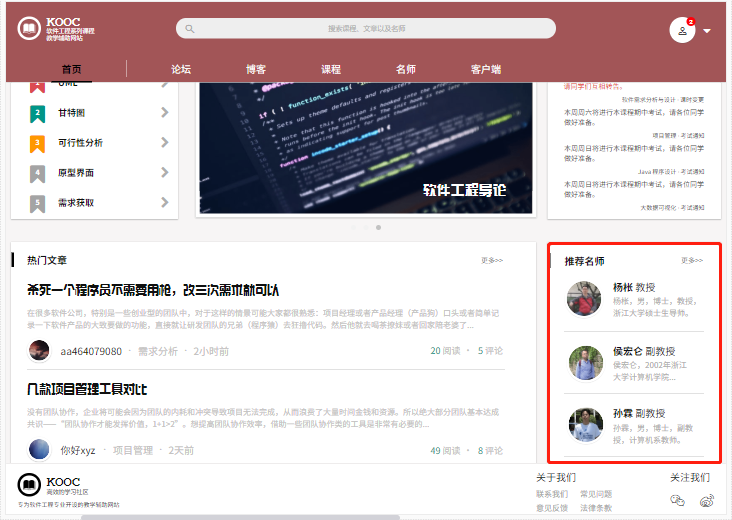 KOOC
软件工程系列课程
教学辅助网站
搜索课程、文章以及名师
2
首页
论坛
博客
课程
名师
客户端
UML
2 甘特图
3 可行性分析
4 原型界面
5 需求获取
软件工程导论
请同学们互相转告。
软件需求分析与设计 · 课时变更
本周周六将进行本课程期中考试，请各位同学
做好准备。
项目管理 · 考试通知
本周周日将进行本课程期中考试，请各位同学
做好准备。
Java 程序设计 · 考试通知
本周周日将进行本课程期中考试，请各位同学
做好准备。
大数据可视化 · 考试通知
热门文章
更多>>
杀死一个程序员不需要用枪，改三次需求就可以
在很多软件公司，特别是一些创业型的团队中，对于这样的情景可能大家都很熟悉：项目经理或者产品经理（产品狗）口头或者简单记
录一下软件产品的大致要做的功能，直接就让研发团队的兄弟（程序猿）去狂撸代码。然后他就去喝茶撩妹或者回家陪老婆了...
aa464079080 · 需求分析 · 2小时前
20 阅读 · 5 评论
几款项目管理工具对比
没有团队协作，企业将可能会因为团队的内耗和冲突导致项目无法完成，从而浪费了大量时间金钱和资源。所以绝大部分团队基本达成
共识——“团队协作才能发挥价值，1+1>2”。想提高团队协作效率，借助一些团队协作类的工具是非常有必要的...
你好xyz · 项目管理 · 2天前
49 阅读 · 8 评论
推荐名师
更多>>
杨枨 教授
杨枨，男，博士，教授，
浙江大学硕士生导师。
侯宏仑 副教授
侯宏仑，2002年浙江
大学计算机学院...
孙霖 副教授
孙霖，男，博士，副教
授，计算机系教师。
KOOC
高效的学习社区
专为软件工程专业开设的教学辅助网站
关于我们
联系我们 常见问题
意见反馈 法律条款
关注我们